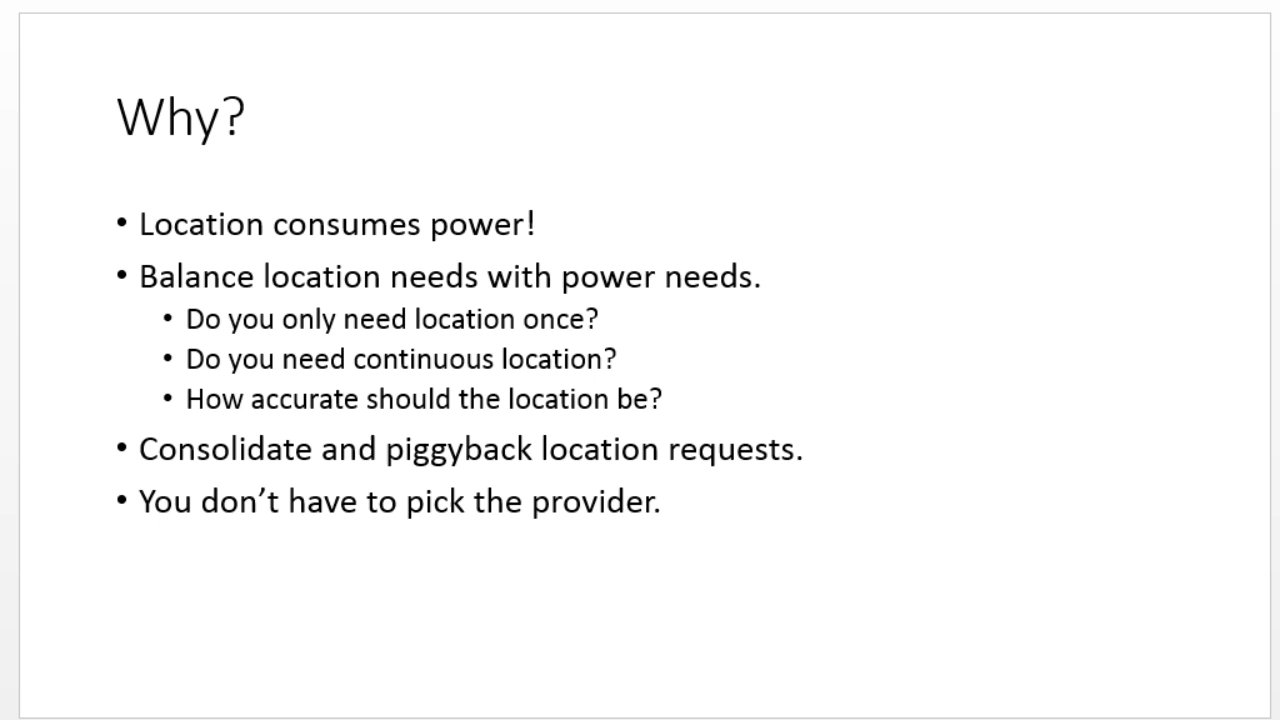 Why?
• Location consumes power!
• Balance location needs with power needs.
• Do you only need location once?
• Do you need continuous location?
• How accurate should the location be?
• Consolidate and piggyback location requests.
• You don’t have to pick the provider.